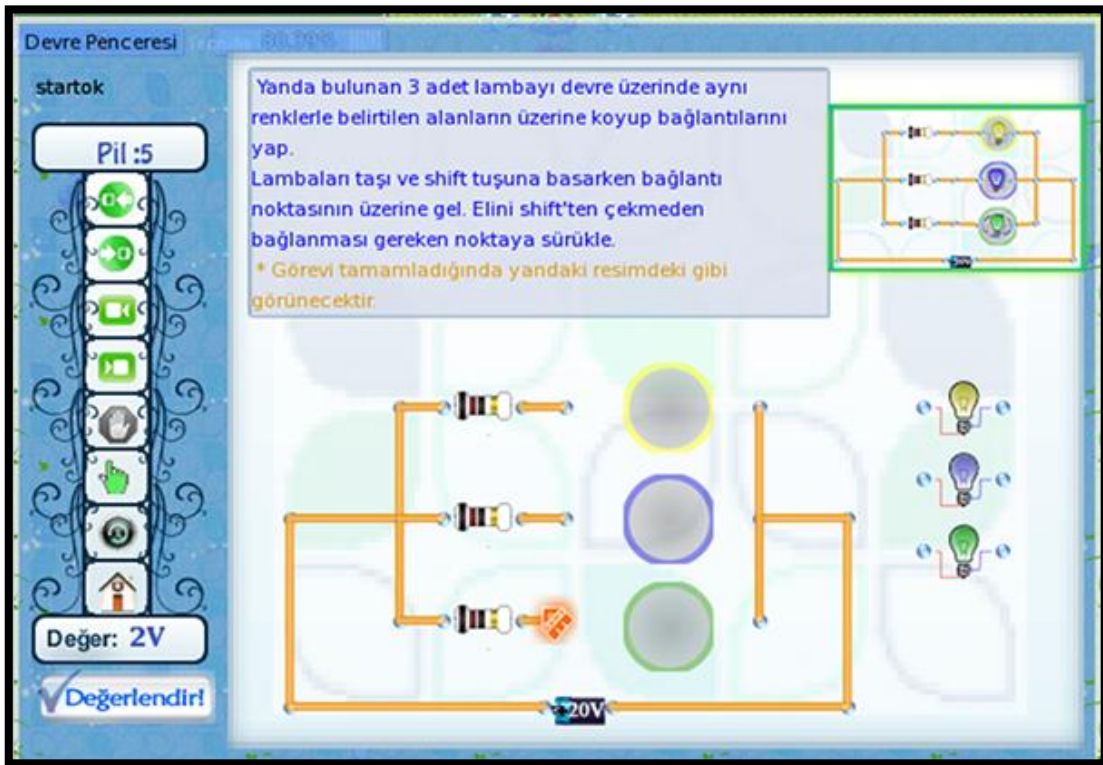 Devre Penceresi
startok
Pil :5
Yanda bulunan 3 adet lambayı devre üzerinde aynı
renklerle belirtilen alanların üzerine koyup bağlantılarını
yap.
Lambaları taşı ve shift tuşuna basarken bağlantı
noktasının üzerine gel. Elini shift'ten çekmeden
bağlanması gereken noktaya sürükle.
* Görevi tamamladığında yandaki resimdeki gibi
görünecektir.
20V
Değer: 2V
Değerlendir!